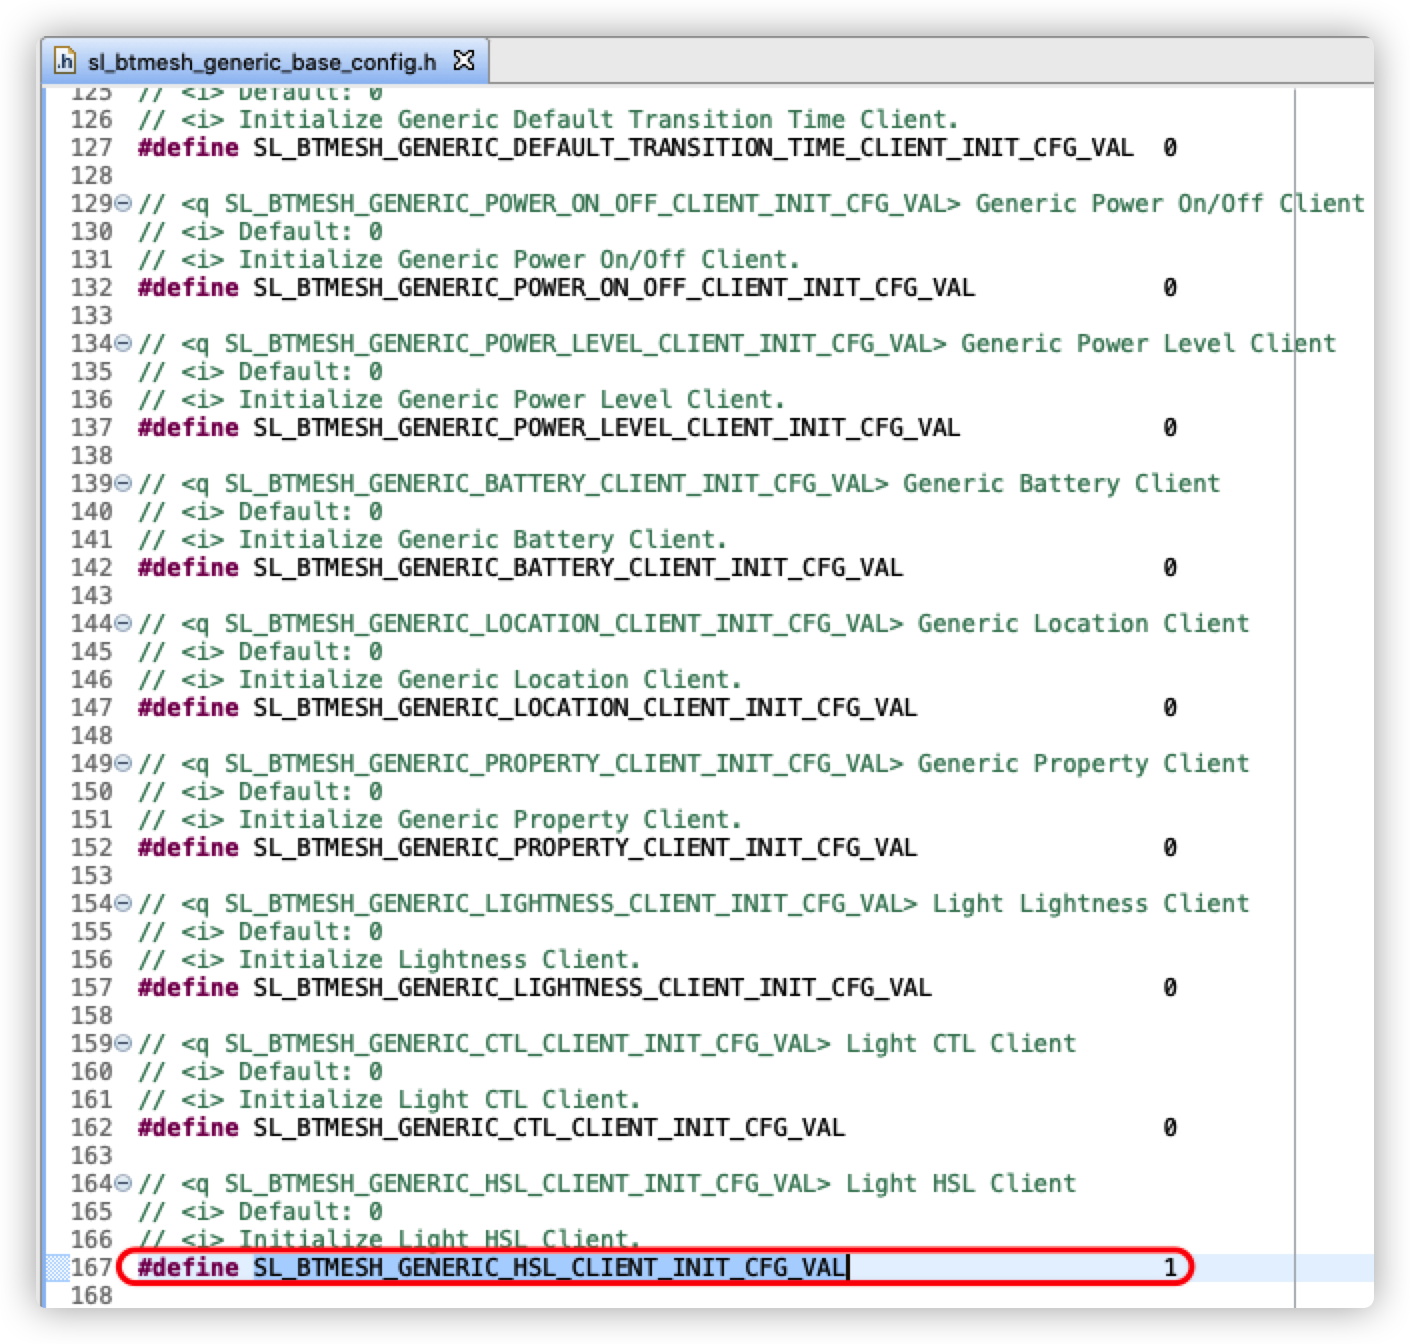 sl_btmesh_generic_base_config.h
125 // <i> Default: 0
126 // <i> Initialize Generic Default Transition Time Client.
127 #define SL_BTMESH_GENERIC_DEFAULT_TRANSITION_TIME_CLIENT_INIT_CFG_VAL 0
128
129 // <q SL_BTMESH_GENERIC_POWER_ON_OFF_CLIENT_INIT_CFG_VAL> Generic Power On/Off Client
130 // <i> Default: 0
131 // <i> Initialize Generic Power On/Off Client.
132 #define SL_BTMESH_GENERIC_POWER_ON_OFF_CLIENT_INIT_CFG_VAL 0
133
134 // <q SL_BTMESH_GENERIC_POWER_LEVEL_CLIENT_INIT_CFG_VAL> Generic Power Level Client
135 // <i> Default: 0
136 // <i> Initialize Generic Power Level Client.
137 #define SL_BTMESH_GENERIC_POWER_LEVEL_CLIENT_INIT_CFG_VAL 0
138
139 // <q SL_BTMESH_GENERIC_BATTERY_CLIENT_INIT_CFG_VAL> Generic Battery Client
140 // <i> Default: 0
141 // <i> Initialize Generic Battery Client.
142 #define SL_BTMESH_GENERIC_BATTERY_CLIENT_INIT_CFG_VAL 0
143
144 // <q SL_BTMESH_GENERIC_LOCATION_CLIENT_INIT_CFG_VAL> Generic Location Client
145 // <i> Default: 0
146 // <i> Initialize Generic Location Client.
147 #define SL_BTMESH_GENERIC_LOCATION_CLIENT_INIT_CFG_VAL 0
148
149 // <q SL_BTMESH_GENERIC_PROPERTY_CLIENT_INIT_CFG_VAL> Generic Property Client
150 // <i> Default: 0
151 // <i> Initialize Generic Property Client.
152 #define SL_BTMESH_GENERIC_PROPERTY_CLIENT_INIT_CFG_VAL 0
153
154 // <q SL_BTMESH_GENERIC_LIGHTNESS_CLIENT_INIT_CFG_VAL> Light Lightness Client
155 // <i> Default: 0
156 // <i> Initialize Lightness Client.
157 #define SL_BTMESH_GENERIC_LIGHTNESS_CLIENT_INIT_CFG_VAL 0
158
159 // <q SL_BTMESH_GENERIC_CTL_CLIENT_INIT_CFG_VAL> Light CTL Client
160 // <i> Default: 0
161 // <i> Initialize Light CTL Client.
162 #define SL_BTMESH_GENERIC_CTL_CLIENT_INIT_CFG_VAL 0
163
164 // <q SL_BTMESH_GENERIC_HSL_CLIENT_INIT_CFG_VAL> Light HSL Client
165 // <i> Default: 0
166 // <i> Initialize Light HSL Client.
167 #define SL_BTMESH_GENERIC_HSL_CLIENT_INIT_CFG_VAL 1
168